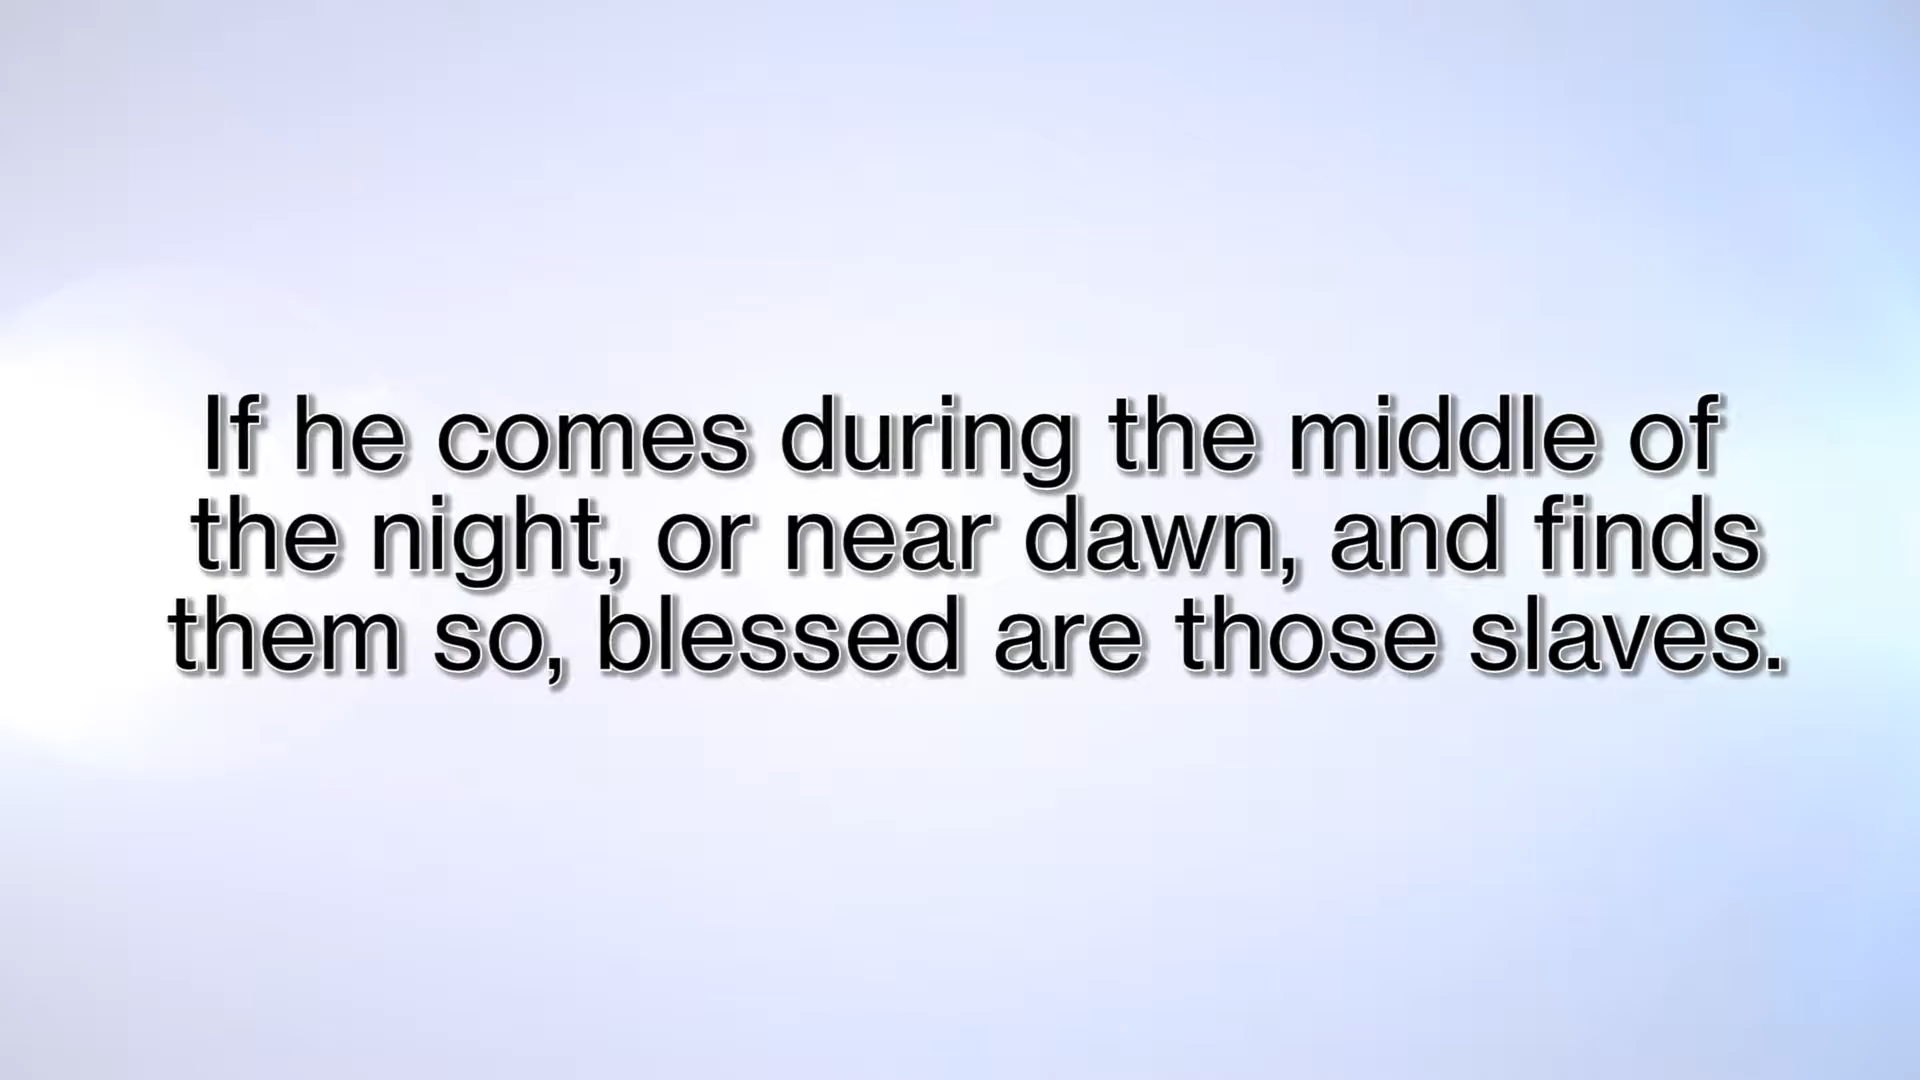 If he comes during the middle of
the night, or near dawn, and finds
them so, blessed are those slaves.